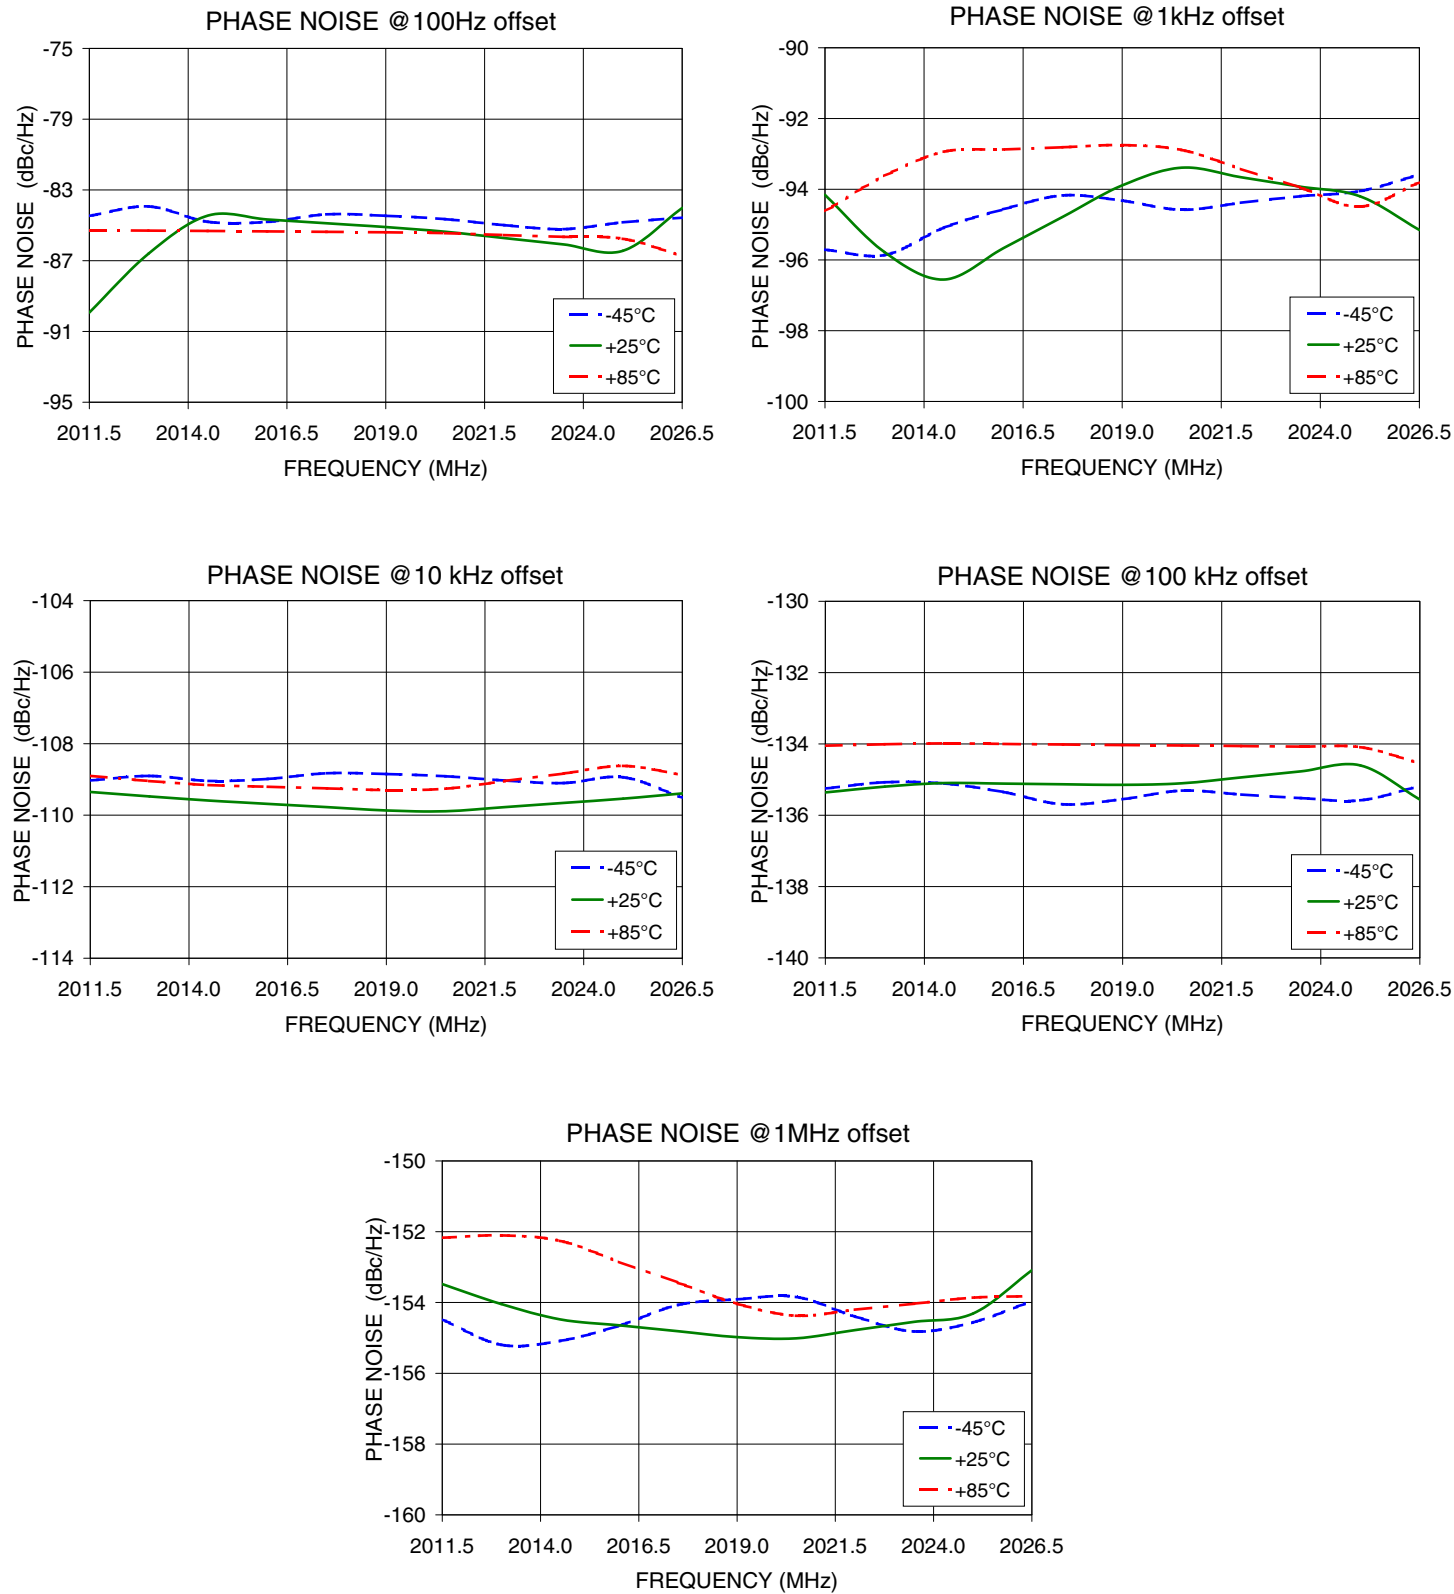 PHASE NOISE @100Hz offset
PHASE NOISE (dBc/Hz)
-75
-79
-83
-87
-91
-95
2011.5 2014.0 2016.5 2019.0 2021.5 2024.0 2026.5
FREQUENCY (MHz)
-45°C
+25°C
+85°C
PHASE NOISE @1kHz offset
PHASE NOISE (dBc/Hz)
-90
-92
-94
-96
-98
-100
2011.5 2014.0 2016.5 2019.0 2021.5 2024.0 2026.5
FREQUENCY (MHz)
-45°C
+25°C
+85°C
PHASE NOISE @10 kHz offset
PHASE NOISE (dBc/Hz)
-104
-106
-108
-110
-112
-114
2011.5 2014.0 2016.5 2019.0 2021.5 2024.0 2026.5
FREQUENCY (MHz)
-45°C
+25°C
+85°C
PHASE NOISE @100 kHz offset
PHASE NOISE (dBc/Hz)
-130
-132
-134
-136
-138
-140
2011.5 2014.0 2016.5 2019.0 2021.5 2024.0 2026.5
FREQUENCY (MHz)
-45°C
+25°C
+85°C
PHASE NOISE @1MHz offset
PHASE NOISE (dBc/Hz)
-150
-152
-154
-156
-158
-160
2011.5 2014.0 2016.5 2019.0 2021.5 2024.0 2026.5
FREQUENCY (MHz)
-45°C
+25°C
+85°C